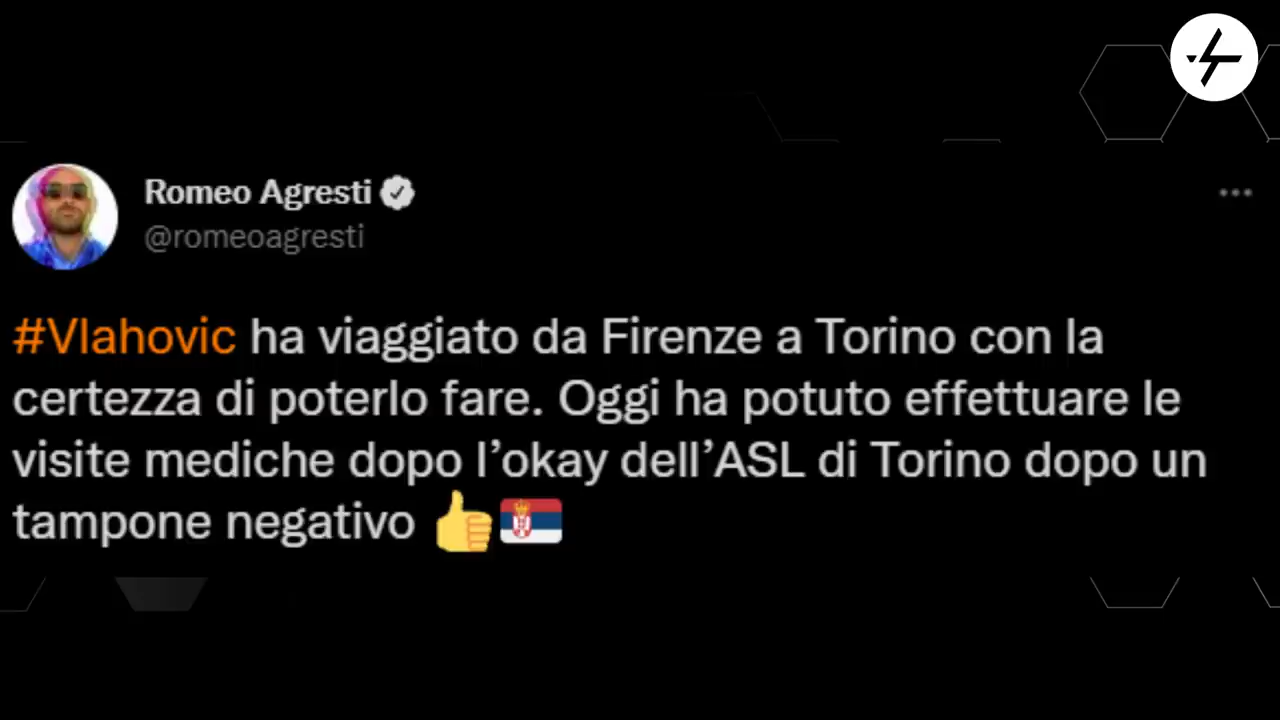 Romeo Agresti
@romeoagresti
#Vlahovic ha viaggiato da Firenze a Torino con la
certezza di poterlo fare. Oggi ha potuto effettuare le
visite mediche dopo l’okay dell’ASL di Torino dopo un
tampone negativo 👍🇷🇸